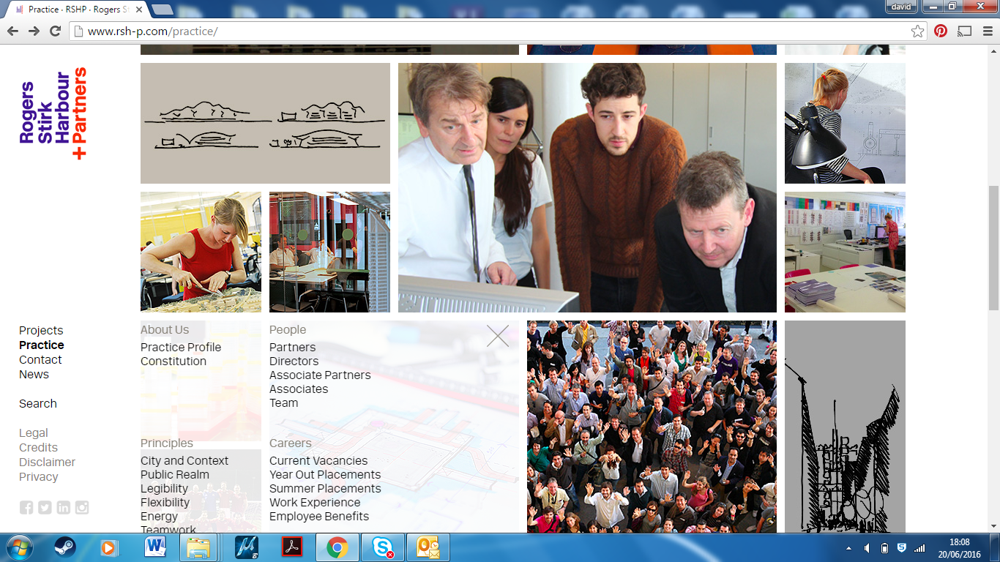 Practice · RSHP · Rogers S
david
www.rsh-p.com/practice/
Rogers
Stirk
Harbour
+Partners
Projects
Practice
Contact
News
Search
Legal
Credits
Disclaimer
Privacy
About Us
Practice Profile
Constitution
People
Partners
Directors
Associate Partners
Associates
Team
Principles
City and Context
Public Realm
Legibility
Flexibility
Energy
Teamwork
Careers
Current Vacancies
Year Out Placements
Summer Placements
Work Experience
Employee Benefits
18:08
20/06/2016